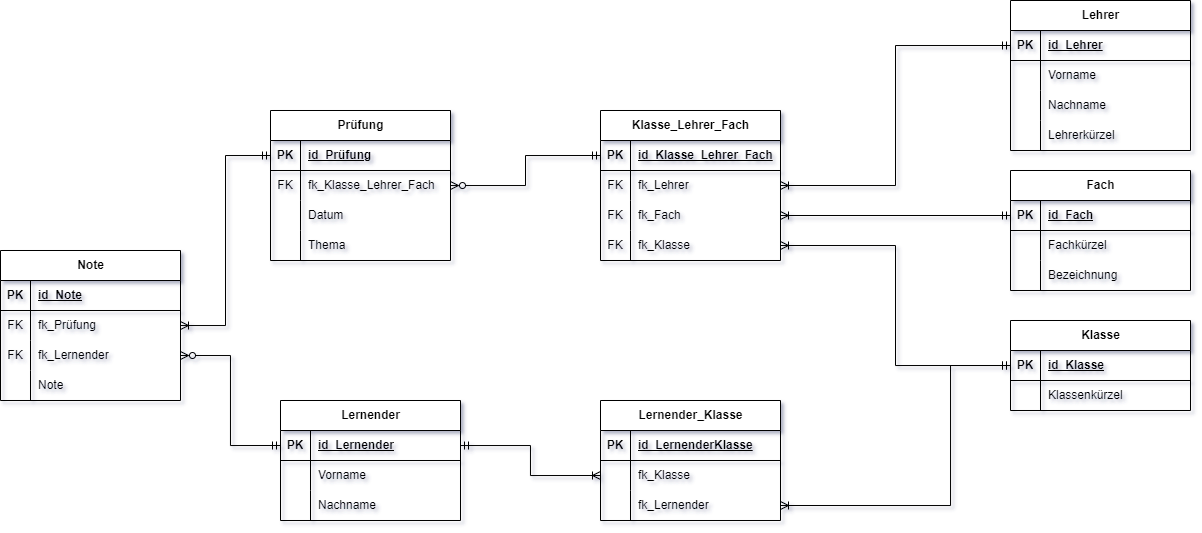 Lehrer
PK id_Lehrer
Vorname
Nachname
Lehrerkürzel
Prüfung
PK id_Prüfung
FK fk_Klasse_Lehrer_Fach
Datum
Thema
Klasse_Lehrer_Fach
PK id_Klasse_Lehrer_Fach
FK fk_Lehrer
FK fk_Fach
FK fk_Klasse
Fach
PK id_Fach
Fachkürzel
Bezeichnung
Note
PK id_Note
FK fk_Prüfung
FK fk_Lernender
Note
Klasse
PK id_Klasse
Klassenkürzel
Lernender
PK id_Lernender
Vorname
Nachname
Lernender_Klasse
PK id_LernenderKlasse
fk_Klasse
fk_Lernender